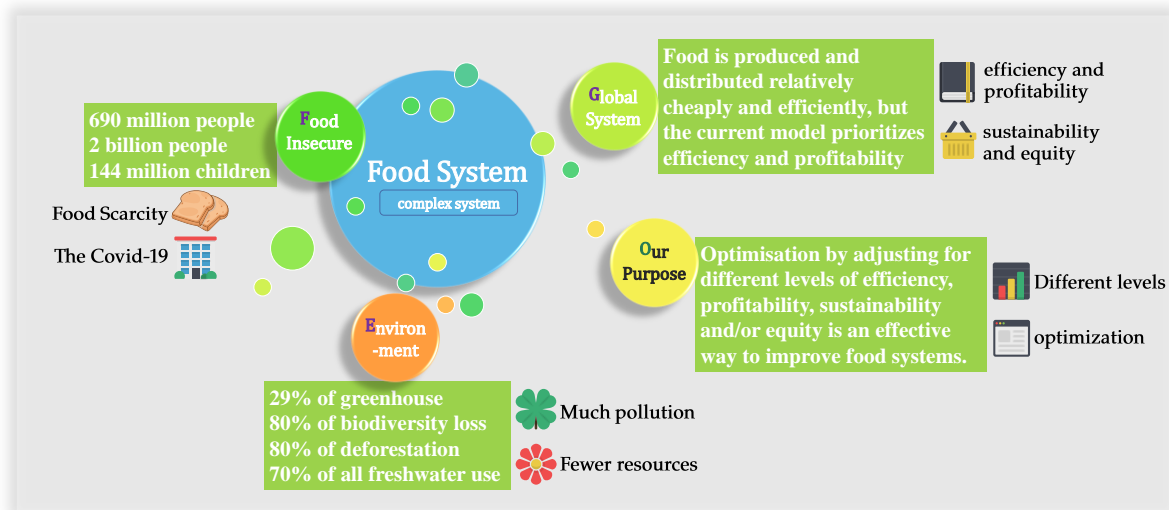 Food System
complex system
Food
Insecure
690 million people
2 billion people
144 million children
Food Scarcity
The Covid-19
Global
System
Food is produced and
distributed relatively
cheaply and efficiently, but
the current model prioritizes
efficiency and profitability
efficiency and
profitability
sustainability
and equity
Our
Purpose
Optimisation by adjusting for
different levels of efficiency,
profitability, sustainability
and/or equity is an effective
way to improve food systems.
Different levels
optimization
Environ
-ment
29% of greenhouse
80% of biodiversity loss
80% of deforestation
70% of all freshwater use
Much pollution
Fewer resources